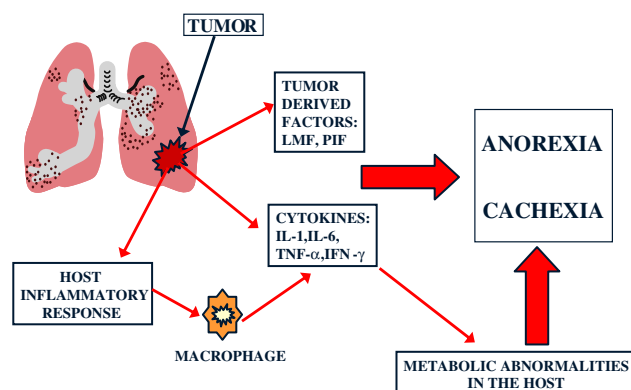 TUMOR
TUMOR
DERIVED
FACTORS:
LMF, PIF
ANOREXIA
CACHEXIA
CYTOKINES:
IL-1,IL-6,
TNF-α,IFN -γ
HOST
INFLAMMATORY
RESPONSE
MACROPHAGE
METABOLIC ABNORMALITIES
IN THE HOST